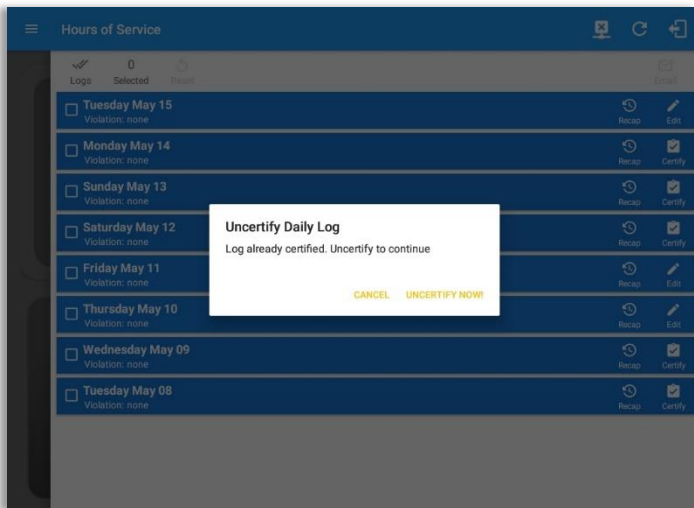 Hours of Service
Logs
0
Selected
Reset
Email
Tuesday May 15
Violation: none
Recap
Edit
Monday May 14
Violation: none
Recap
Certify
Sunday May 13
Violation: none
Recap
Certify
Saturday May 12
Violation: none
Recap
Certify
Friday May 11
Violation: none
Recap
Edit
Thursday May 10
Violation: none
Recap
Edit
Wednesday May 09
Violation: none
Recap
Certify
Tuesday May 08
Violation: none
Recap
Certify
Uncertify Daily Log
Log already certified. Uncertify to continue
CANCEL UNCERTIFY NOW!